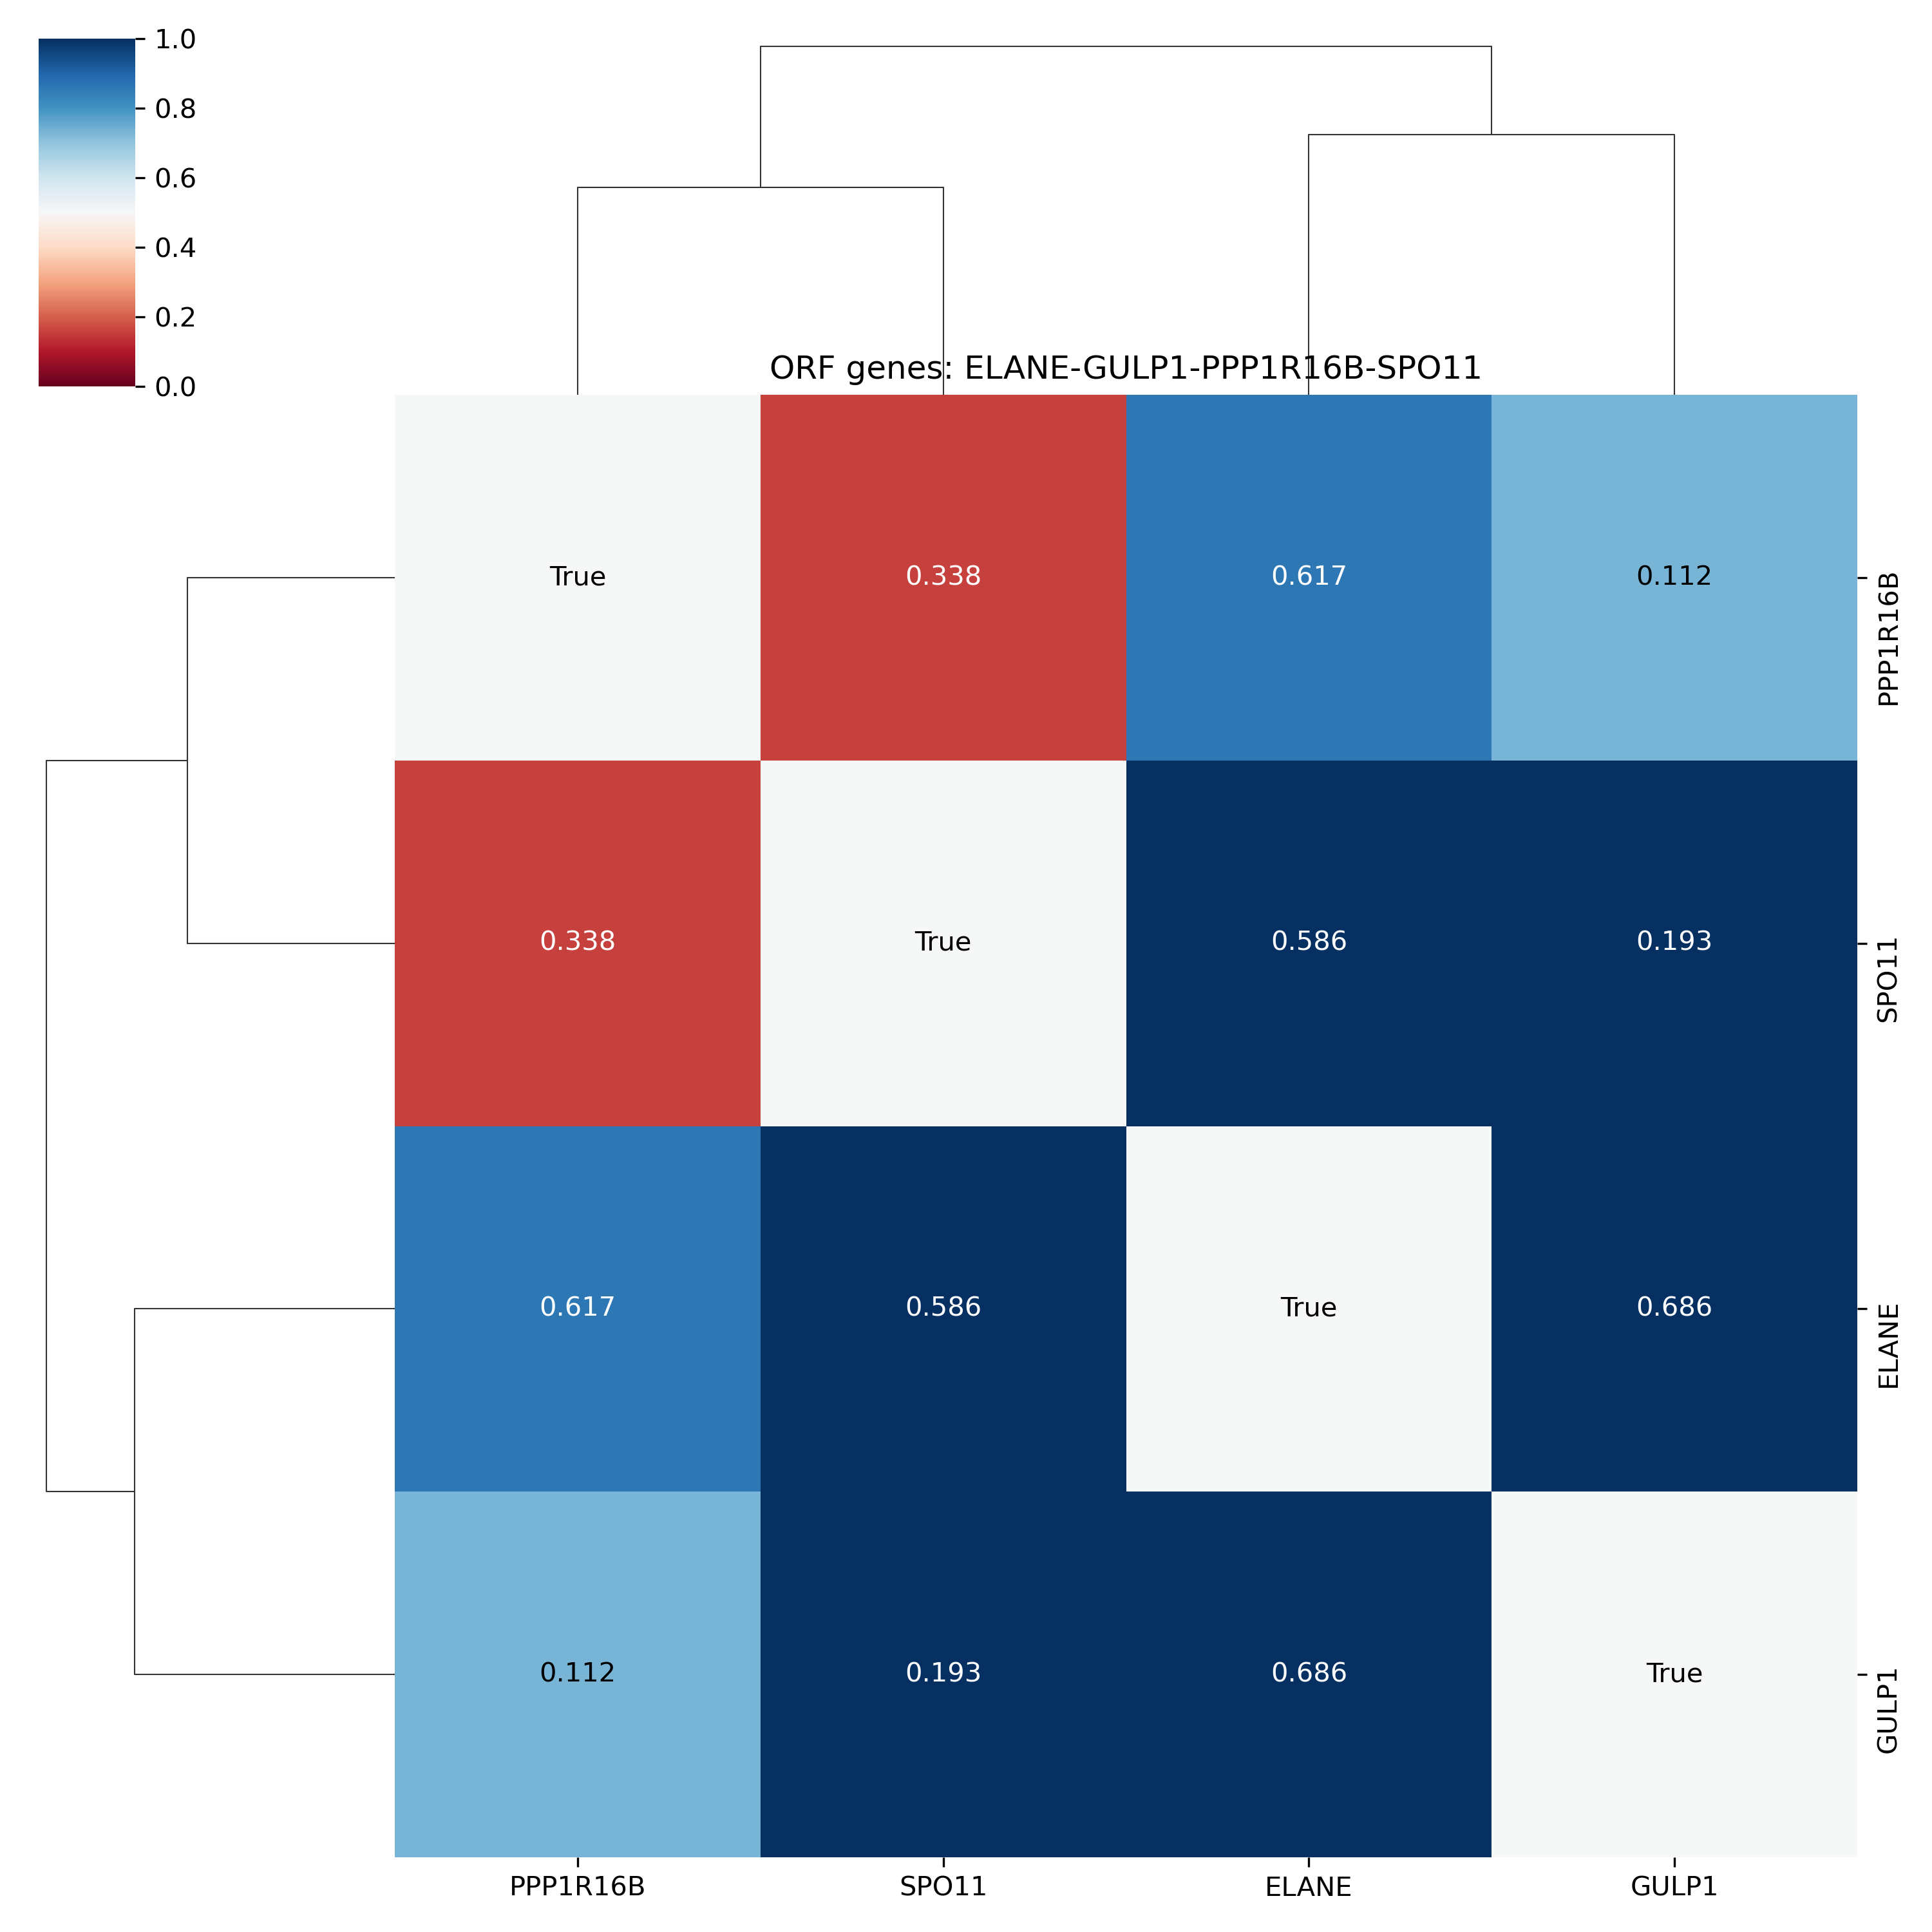 1.0
0.8
0.6
0.4
0.2
0.0
ORF genes: ELANE-GULP1-PPP1R16B-SPO11
True 0.338 0.617 0.112
PPP1R16B
0.338 True 0.586 0.193
SPO11
0.617 0.586 True 0.686
ELANE
0.112 0.193 0.686 True
GULP1
PPP1R16B SPO11 ELANE GULP1